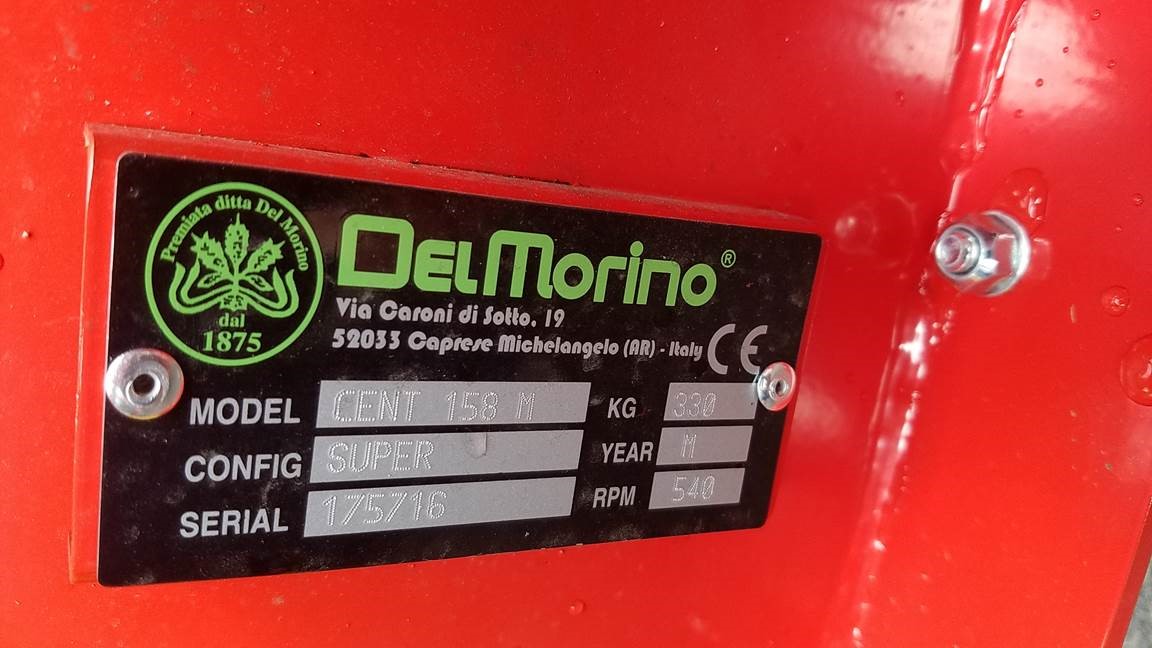 Premiata ditta Del Morino
dal
1875
DELMorino®
Via Caroni di Sotto, 19
52033 Caprese Michelangelo (AR) - Italy
CE
MODEL CENT 158 M KG 330
CONFIG SUPER YEAR M
SERIAL 175716 RPM 540